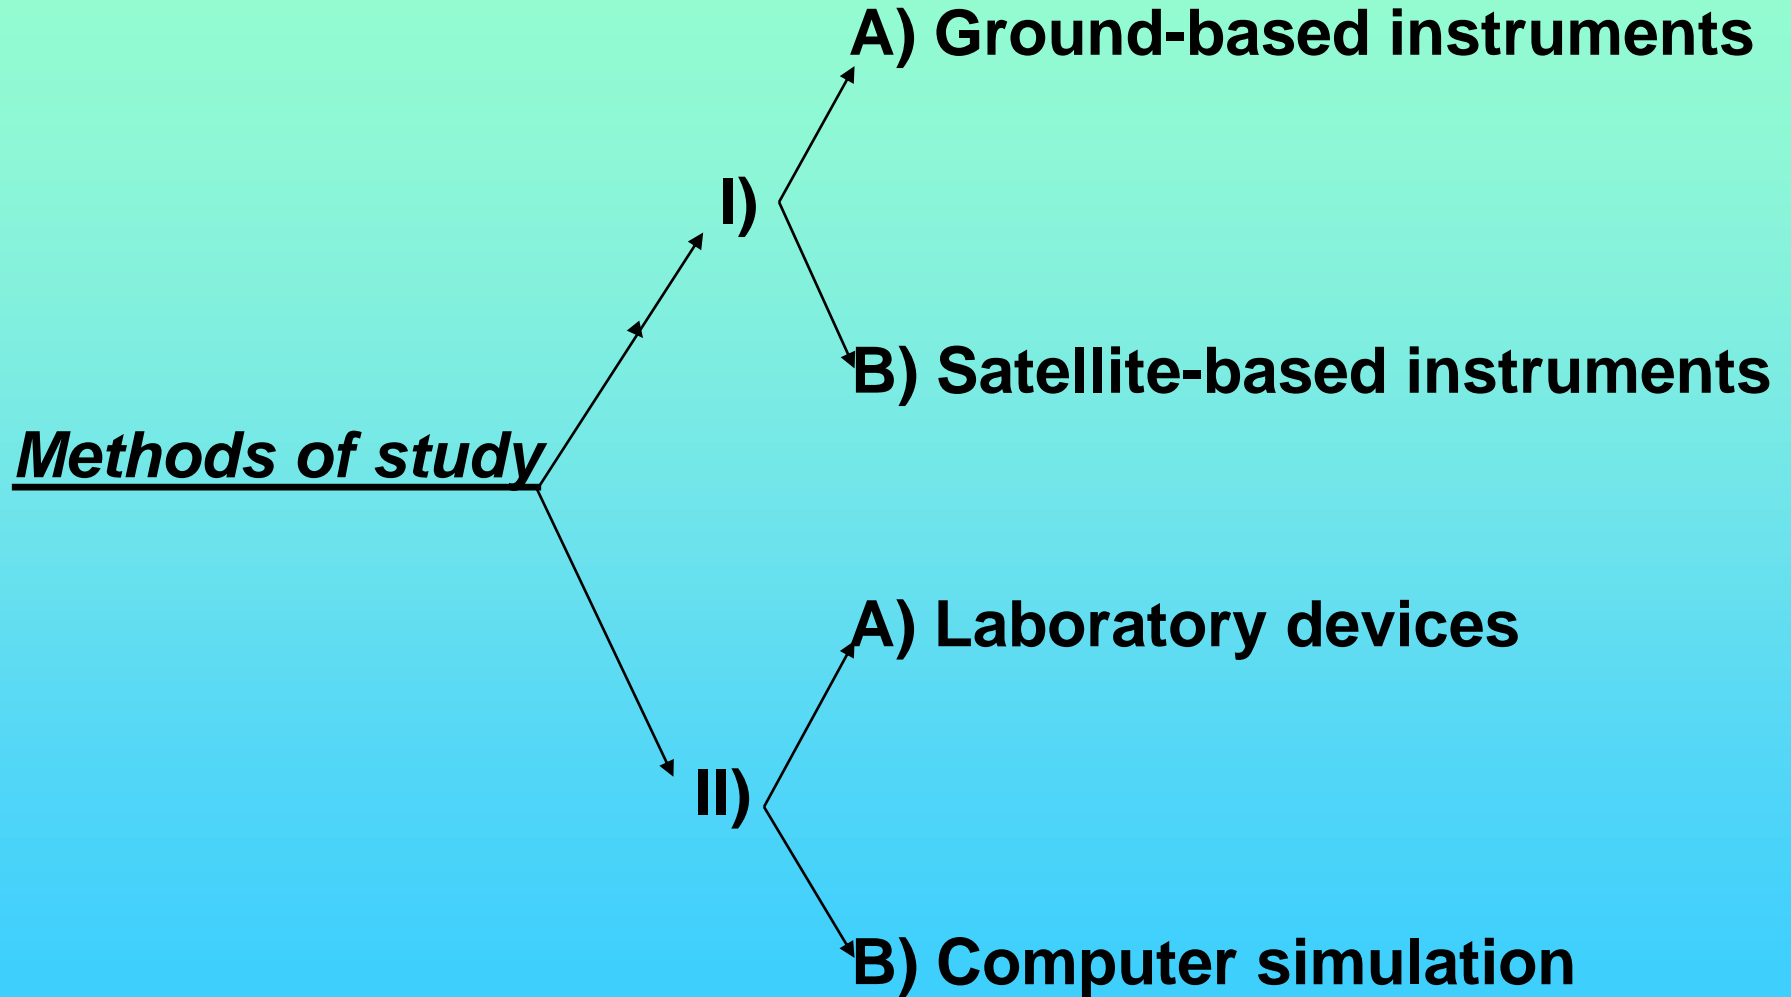 A) Ground-based instruments
I)
B) Satellite-based instruments
Methods of study
A) Laboratory devices
II)
B) Computer simulation